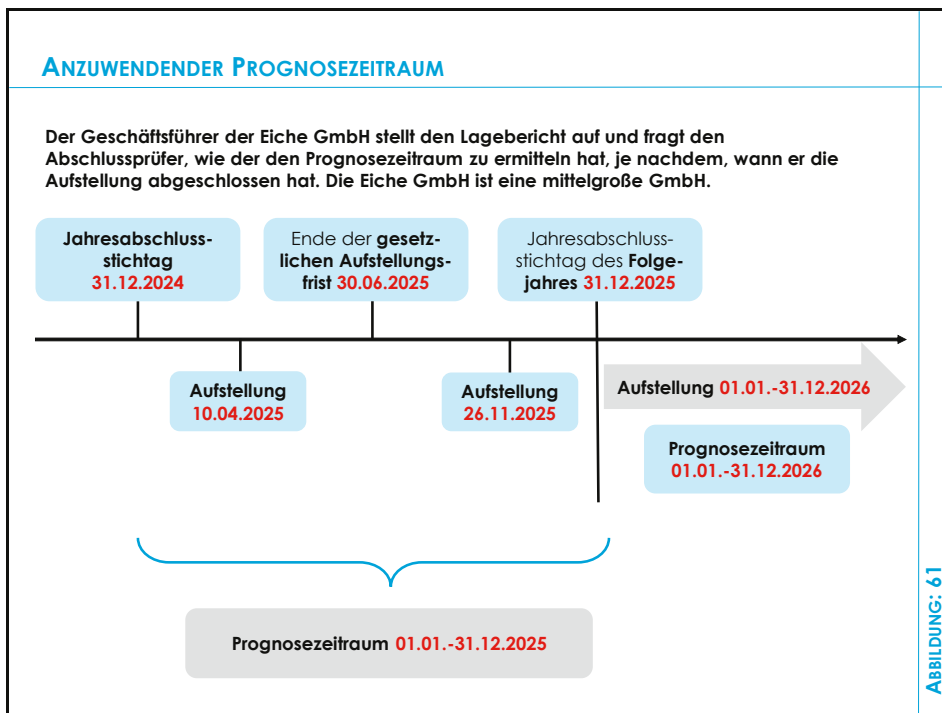 ANZUWENDENDER PROGNOSEZEITRAUM
Der Geschäftsführer der Eiche GmbH stellt den Lagebericht auf und fragt den
Abschlussprüfer, wie der den Prognosezeitraum zu ermitteln hat, je nachdem, wann er die
Aufstellung abgeschlossen hat. Die Eiche GmbH ist eine mittelgroße GmbH.
Jahresabschluss-
stichtag
31.12.2024
Ende der gesetz-
lichen Aufstellungs-
frist 30.06.2025
Jahresabschluss-
stichtag des Folge-
jahres 31.12.2025
Aufstellung
10.04.2025
Aufstellung
26.11.2025
Aufstellung 01.01.-31.12.2026
Prognosezeitraum
01.01.-31.12.2026
Prognosezeitraum 01.01.-31.12.2025
ABBILDUNG: 61